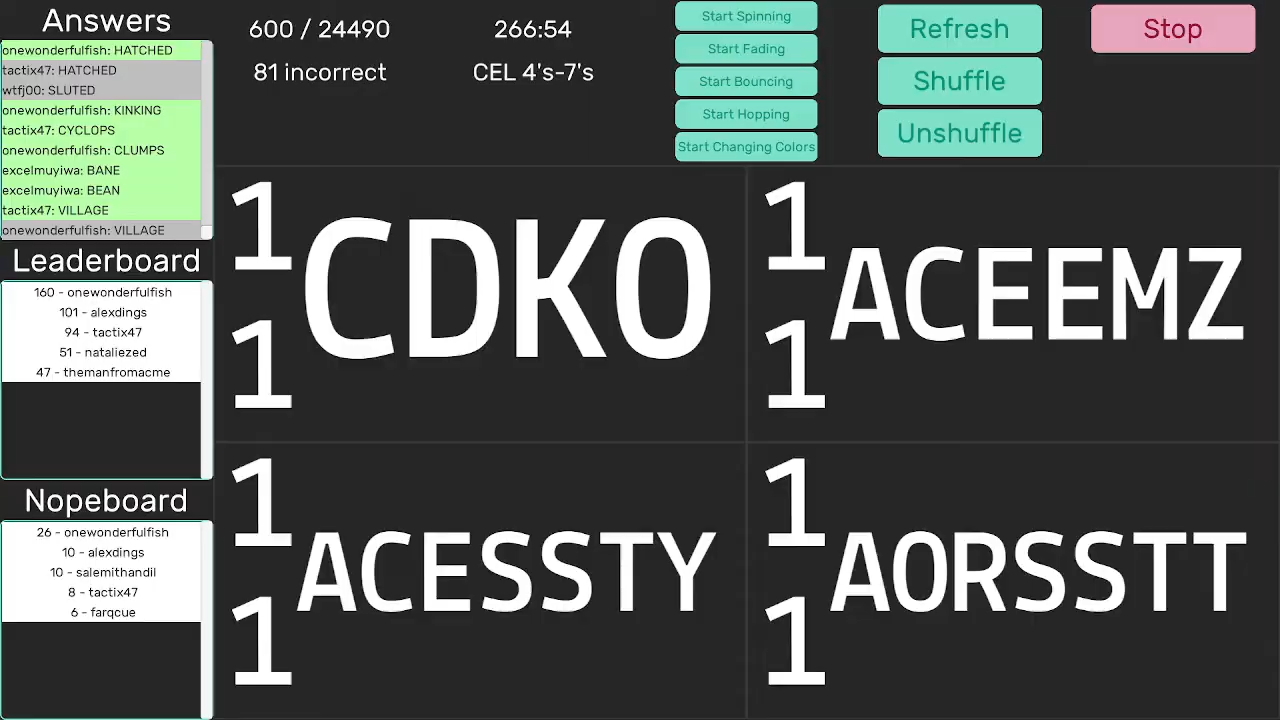 Answers
onewonderfulfish: HATCHED
tactix47: HATCHED
wtfj00: SLUTED
onewonderfulfish: KINKING
tactix47: CYCLOPS
onewonderfulfish: CLUMPS
excelmuyiwa: BANE
excelmuyiwa: BEAN
tactix47: VILLAGE
onewonderfulfish: VILLAGE
Leaderboard
160 - onewonderfulfish
101 - alexdings
94 - tactix47
51 - nataliezed
47 - themanfromacme
Nopeboard
26 - onewonderfulfish
10 - alexdings
10 - salemithandil
8 - tactix47
6 - farqcue
600 / 24490
81 incorrect
266:54
CEL 4's-7's
Start Spinning
Start Fading
Start Bouncing
Start Hopping
Start Changing Colors
Refresh
Shuffle
Unshuffle
Stop
1
CDKO
1
1
ACEEMZ
1
1
ACESSTY
1
1
AORSSTT
1